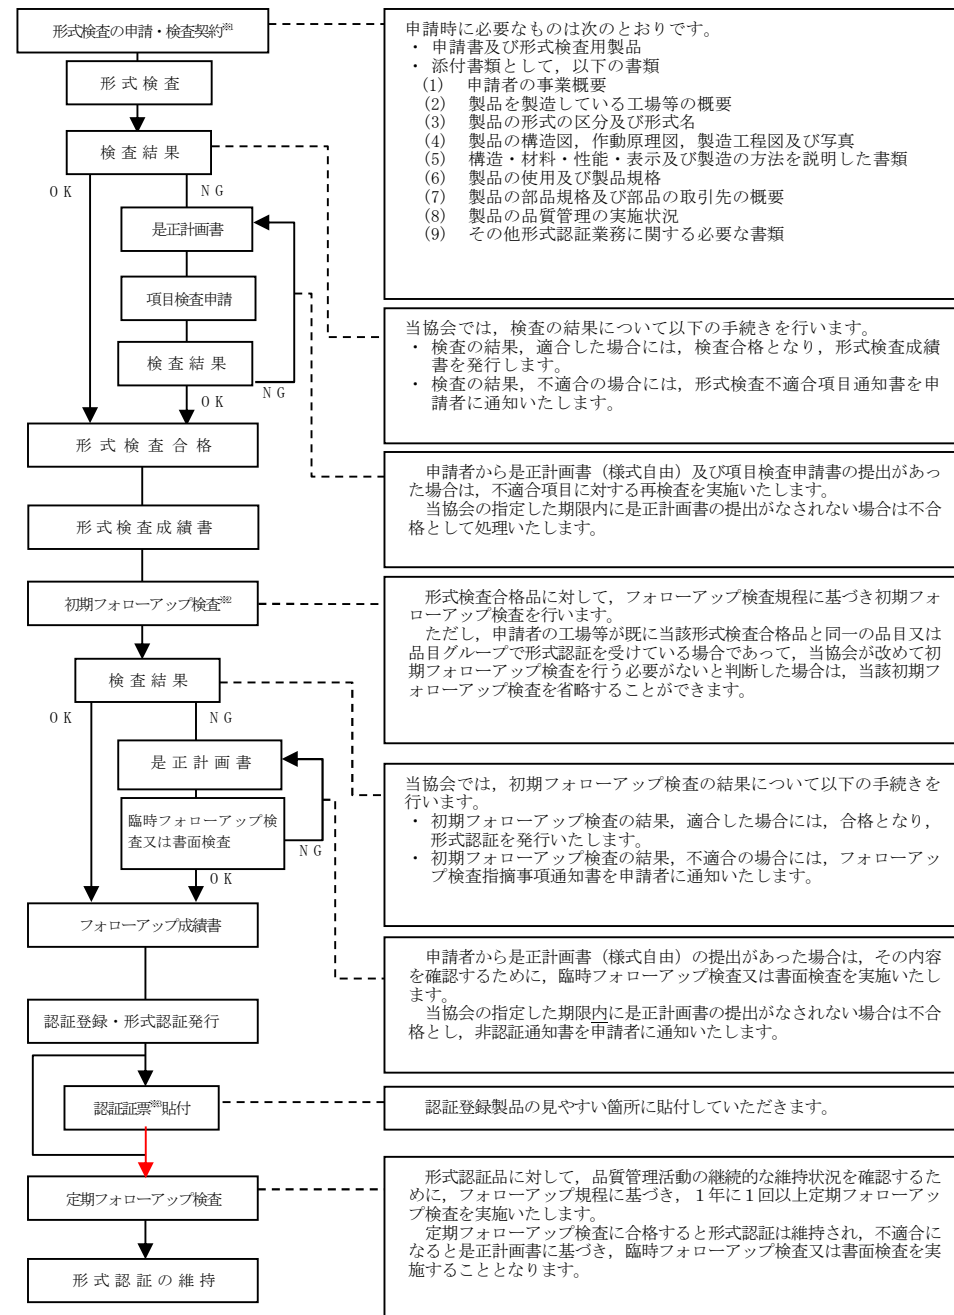 形式検査の申請・検査契約※1
形 式 検 査
検 査 結 果
ＯＫ
ＮＧ
是正計画書
項目検査申請
検 査 結 果
ＮＧ
ＯＫ
形 式 検 査 合 格
形 式 検 査 成 績 書
初期フォローアップ検査※2
検 査 結 果
ＯＫ
ＮＧ
是 正 計 画 書
臨時フォローアップ検
査又は書面検査
ＮＧ
ＯＫ
フォローアップ成績書
認証登録・形式認証発行
認証証票※3貼付
定期フォローアップ検査
形 式 認 証 の 維 持
申請時に必要なものは次のとおりです。
・ 申請書及び形式検査用製品
・ 添付書類として，以下の書類
(1)　申請者の事業概要
(2)　製品を製造している工場等の概要
(3)　製品の形式の区分及び形式名
(4)　製品の構造図，作動原理図，製造工程図及び写真
(5)　構造・材料・性能・表示及び製造の方法を説明した書類
(6)　製品の使用及び製品規格
(7)　製品の部品規格及び部品の取引先の概要
(8)　製品の品質管理の実施状況
(9)　その他形式認証業務に関する必要な書類
当協会では，検査の結果について以下の手続きを行います。
・ 検査の結果，適合した場合には，検査合格となり，形式検査成績
書を発行します。
・ 検査の結果，不適合の場合には，形式検査不適合項目通知書を申
請者に通知いたします。
申請者から是正計画書（様式自由）及び項目検査申請書の提出があっ
た場合は，不適合項目に対する再検査を実施いたします。
当協会の指定した期限内に是正計画書の提出がなされない場合は不合
格として処理いたします。
形式検査合格品に対して，フォローアップ検査規程に基づき初期フォ
ローアップ検査を行います。
ただし，申請者の工場等が既に当該形式検査合格品と同一の品目又は
品目グループで形式認証を受けている場合であって，当協会が改めて初
期フォローアップ検査を行う必要がないと判断した場合は，当該初期フ
ォローアップ検査を省略することができます。
当協会では，初期フォローアップ検査の結果について以下の手続きを
行います。
・ 初期フォローアップ検査の結果，適合した場合には，合格となり，
形式認証を発行いたします。
・ 初期フォローアップ検査の結果，不適合の場合には，フォローアッ
プ検査指摘事項通知書を申請者に通知いたします。
申請者から是正計画書（様式自由）の提出があった場合は，その内容
を確認するために，臨時フォローアップ検査又は書面検査を実施いたし
ます。
当協会の指定した期限内に是正計画書の提出がなされない場合は不合
格とし，非認証通知書を申請者に通知いたします。
認証登録製品の見やすい箇所に貼付していただきます。
形式認証品に対して，品質管理活動の継続的な維持状況を確認するた
めに，フォローアップ規程に基づき，１年に１回以上定期フォローアッ
プ検査を実施いたします。
定期フォローアップ検査に合格すると形式認証は維持され，不適合に
なると是正計画書に基づき，臨時フォローアップ検査又は書面検査を実
施することとなります。